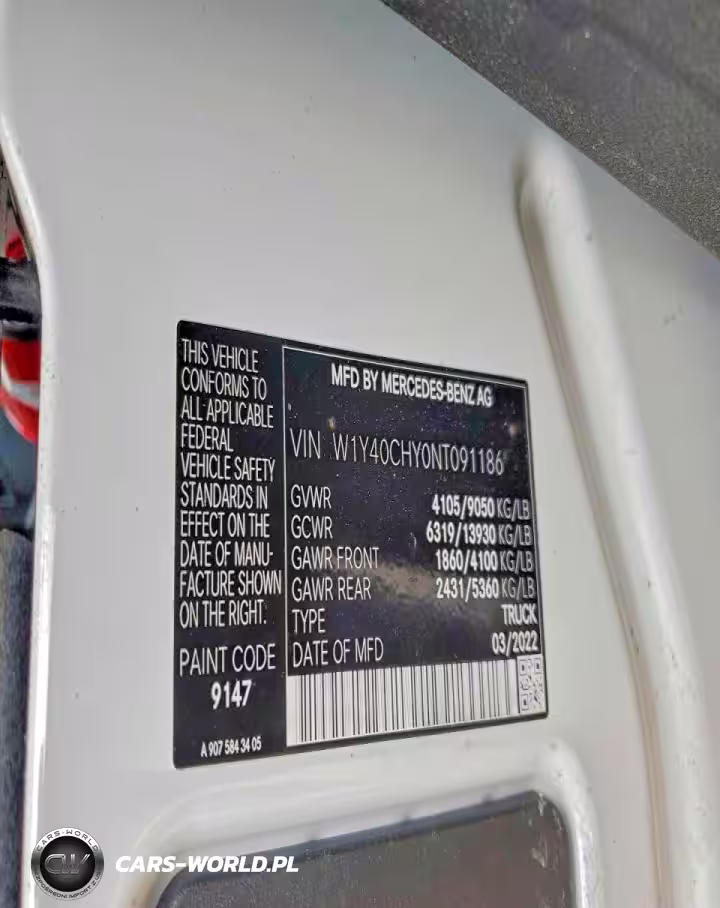 THIS VEHICLE
CONFORMS TO
ALL APPLICABLE
FEDERAL
VEHICLE SAFETY
STANDARDS IN
EFFECT ON THE
DATE OF MANU-
FACTURE SHOWN
ON THE RIGHT.
PAINT CODE
9147
A 907 584 34 05
MFD BY MERCEDES-BENZ AG
VIN W1Y40CHY0NT091186
GVWR 4105/9050 KG/LB
GCWR 6319/13930 KG/LB
GAWR FRONT 1860/4100 KG/LB
GAWR REAR 2431/5360 KG/LB
TYPE TRUCK
DATE OF MFD 03/2022
CARS-WORLD
CW
CARS-WORLD.PL